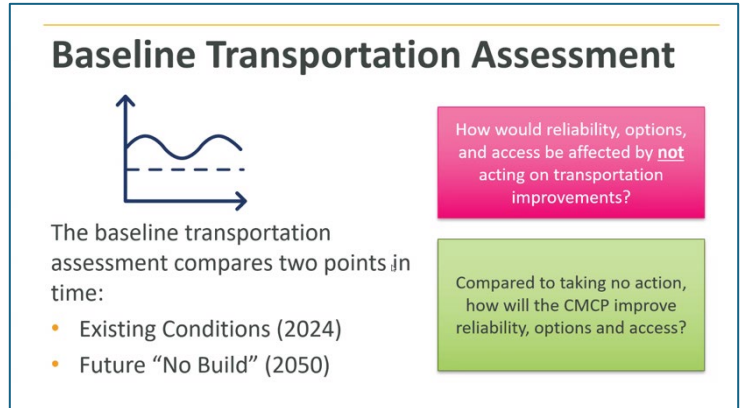 Baseline Transportation Assessment
The baseline transportation
assessment compares two points in
time:
• Existing Conditions (2024)
• Future “No Build” (2050)
How would reliability, options,
and access be affected by not
acting on transportation
improvements?
Compared to taking no action,
how will the CMCP improve
reliability, options and access?